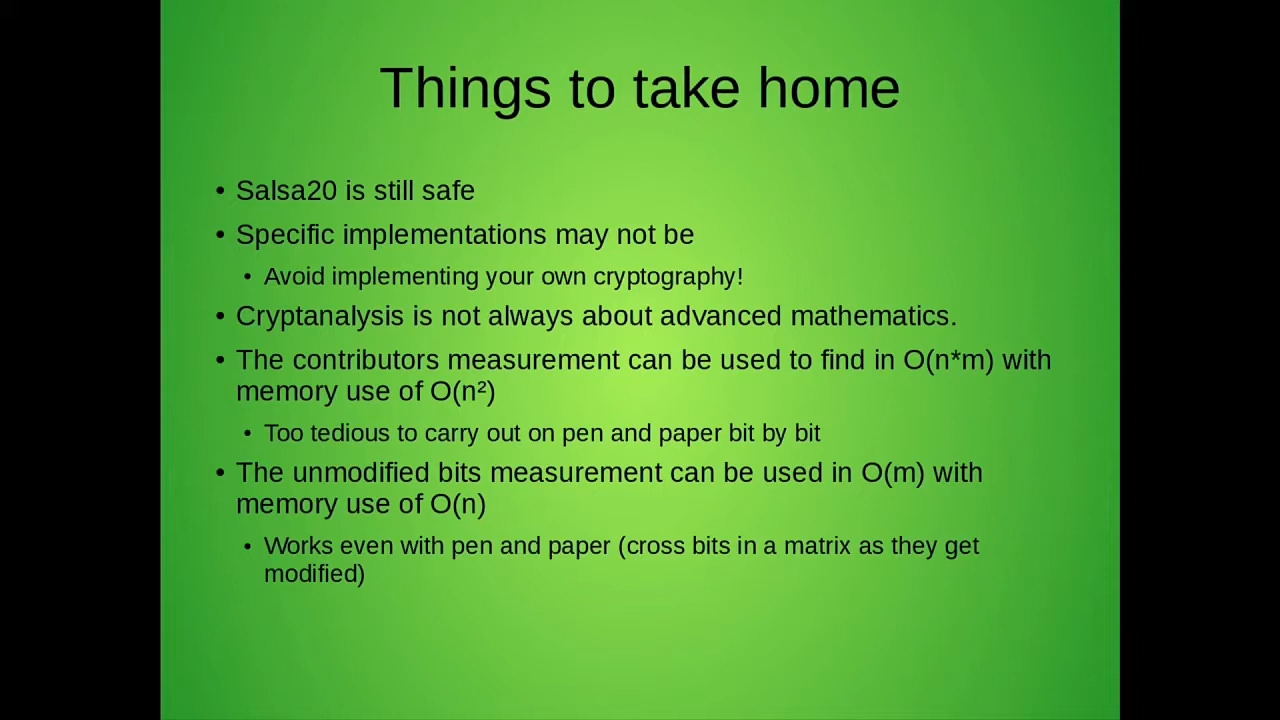 Things to take home
• Salsa20 is still safe
• Specific implementations may not be
• Avoid implementing your own cryptography!
• Cryptanalysis is not always about advanced mathematics.
• The contributors measurement can be used to find in O(n*m) with
memory use of O(n²)
• Too tedious to carry out on pen and paper bit by bit
• The unmodified bits measurement can be used in O(m) with
memory use of O(n)
• Works even with pen and paper (cross bits in a matrix as they get
modified)